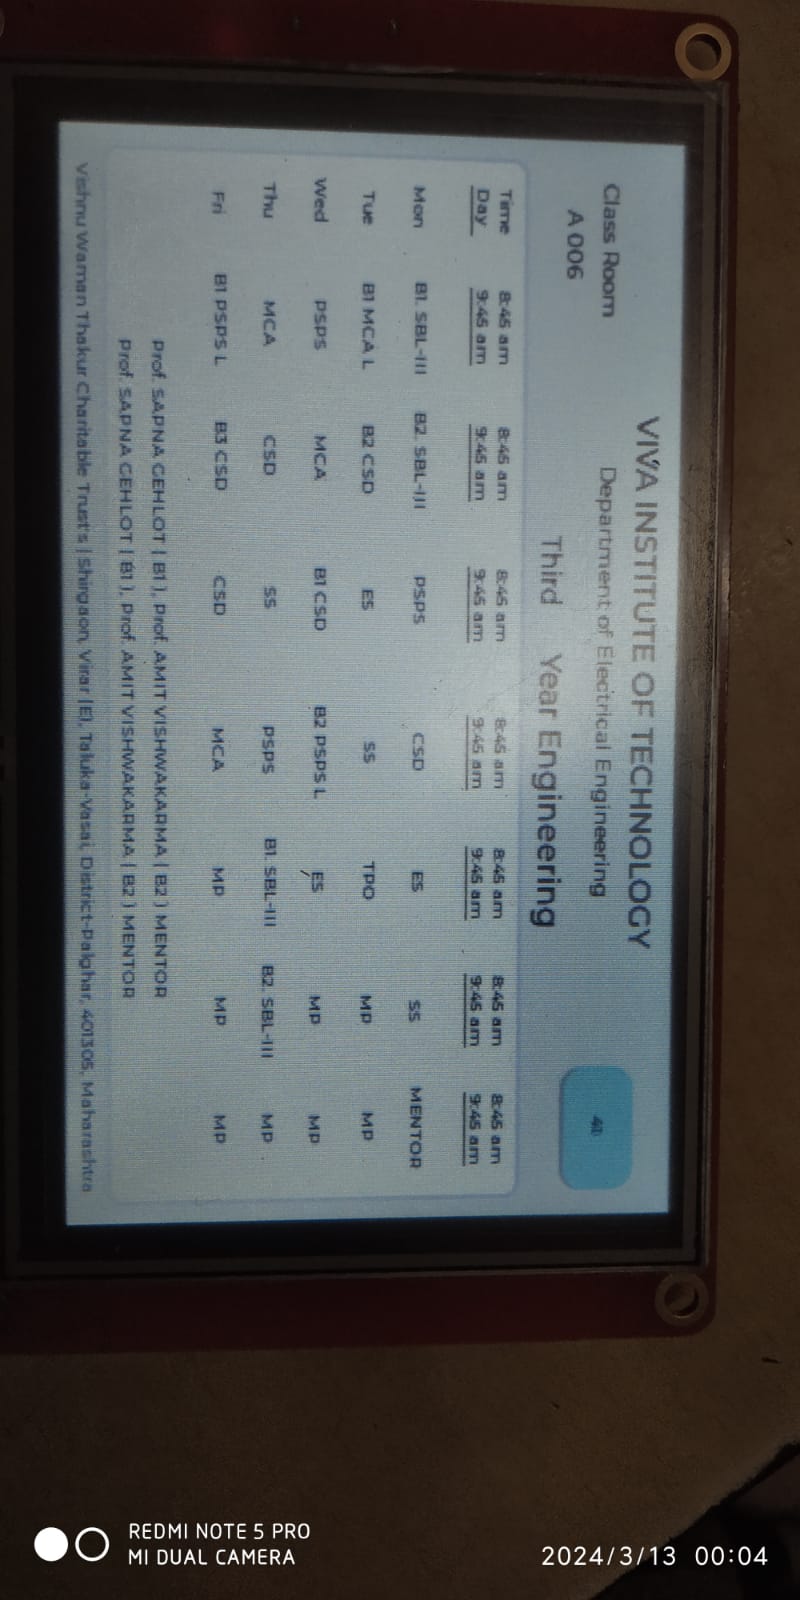 VIVA INSTITUTE OF TECHNOLOGY
Class Room
Department of Electrical Engineering
A 006
Third Year Engineering
Time 8:45 am 8:45 am 8:45 am 8:45 am 8:45 am 8:45 am 8:45 am
Day 9:45 am 9:45 am 9:45 am 9:45 am 9:45 am 9:45 am 9:45 am
Mon B1. SBL-III B2. SBL-III PSPS CSD ES SS MENTOR
Tue B1 MCA L B2 CSD ES SS TPO MP MP
Wed PSPS MCA B1 CSD B2 PSPS L ES MP MP
Thu MCA CSD SS PSPS B1. SBL-III B2. SBL-III MP
Fri B1 PSPS L B3 CSD CSD MCA MP MP MP
Prof. SAPNA GEHLOT ( B1 ), Prof. AMIT VISHWAKARMA ( B2 ) MENTOR
Prof. SAPNA GEHLOT ( B1 ), Prof. AMIT VISHWAKARMA ( B2 ) MENTOR
Vishnu Waman Thakur Charitable Trust's | Shirgaon, Virar (E), Taluka-Vasai, District-Palghar, 401305, Maharashtra
REDMI NOTE 5 PRO
MI DUAL CAMERA
2024/3/13 00:04